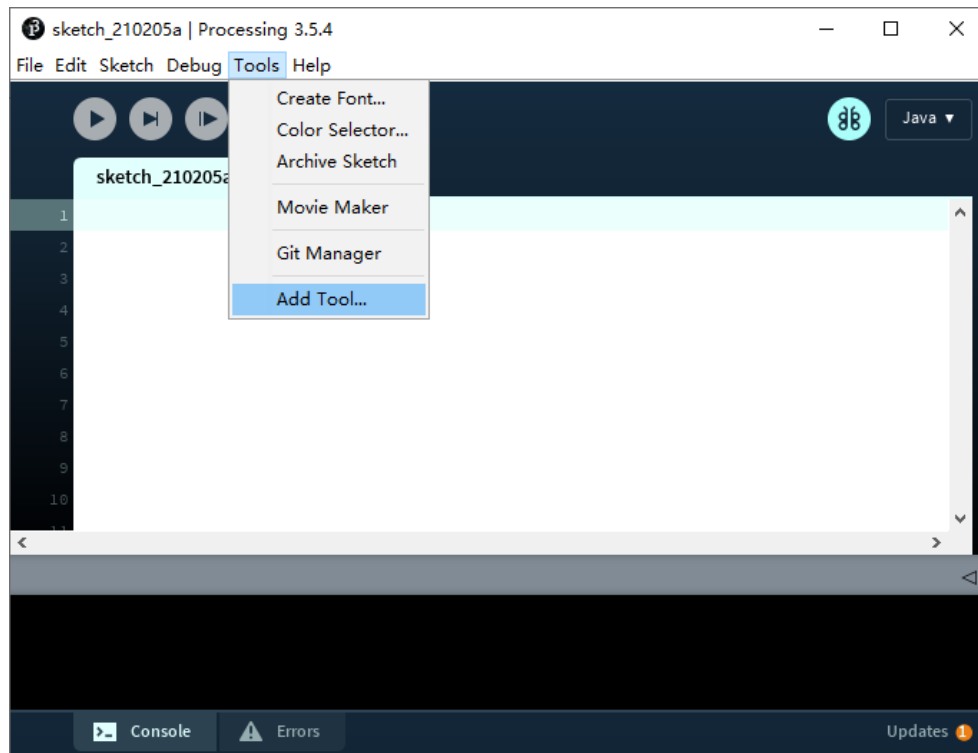 sketch_210205a | Processing 3.5.4
File Edit Sketch Debug Tools Help
Create Font...
Color Selector...
Archive Sketch
Movie Maker
Git Manager
Add Tool...
Java ▼
sketch_210205a
1
2
3
4
5
6
7
8
9
10
11
Console
Errors
Updates 1